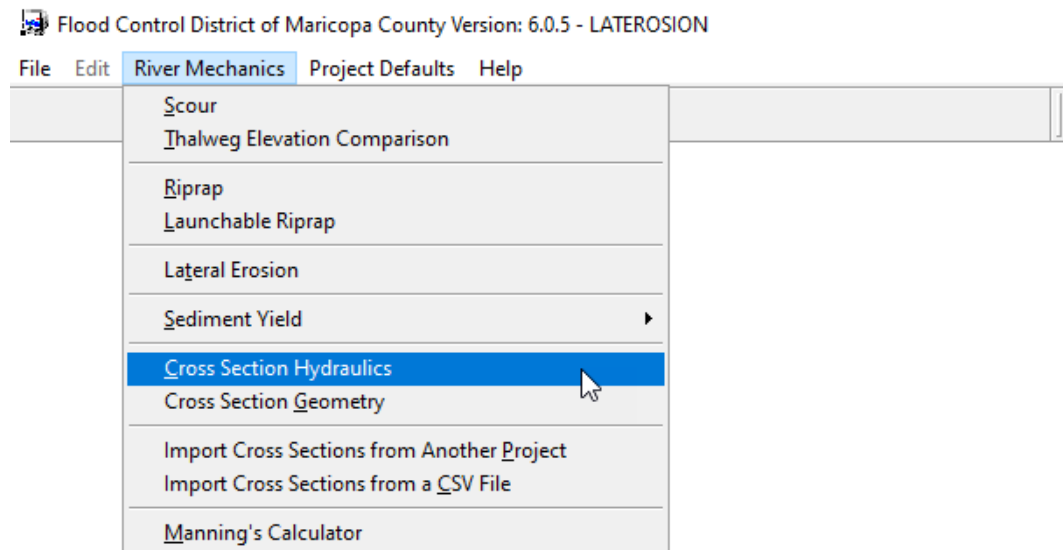 Flood Control District of Maricopa County Version: 6.0.5 - LATEROSION
File Edit River Mechanics Project Defaults Help
Scour
Thalweg Elevation Comparison
Riprap
Launchable Riprap
Lateral Erosion
Sediment Yield
Cross Section Hydraulics
Cross Section Geometry
Import Cross Sections from Another Project
Import Cross Sections from a CSV File
Manning's Calculator